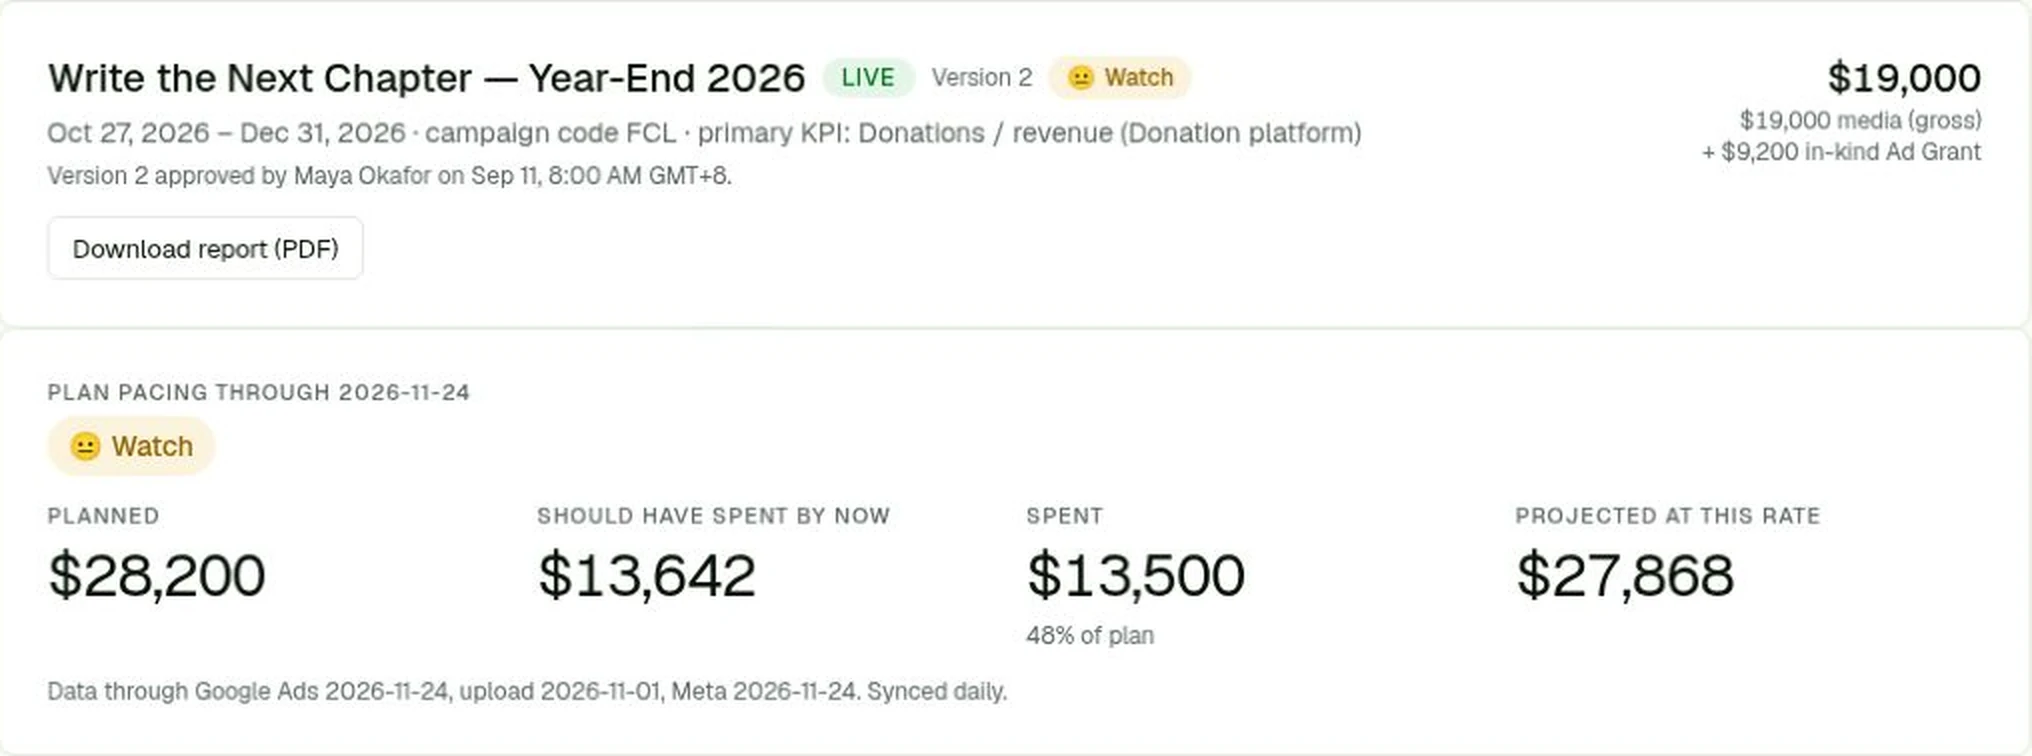 Write the Next Chapter — Year-End 2026 LIVE Version 2 😐 Watch
$19,000
Oct 27, 2026 – Dec 31, 2026 · campaign code FCL · primary KPI: Donations / revenue (Donation platform)
$19,000 media (gross)
+ $9,200 in-kind Ad Grant
Version 2 approved by Maya Okafor on Sep 11, 8:00 AM GMT+8.
Download report (PDF)
PLAN PACING THROUGH 2026-11-24
😐 Watch
PLANNED
$28,200
SHOULD HAVE SPENT BY NOW
$13,642
SPENT
$13,500
48% of plan
PROJECTED AT THIS RATE
$27,868
Data through Google Ads 2026-11-24, upload 2026-11-01, Meta 2026-11-24. Synced daily.